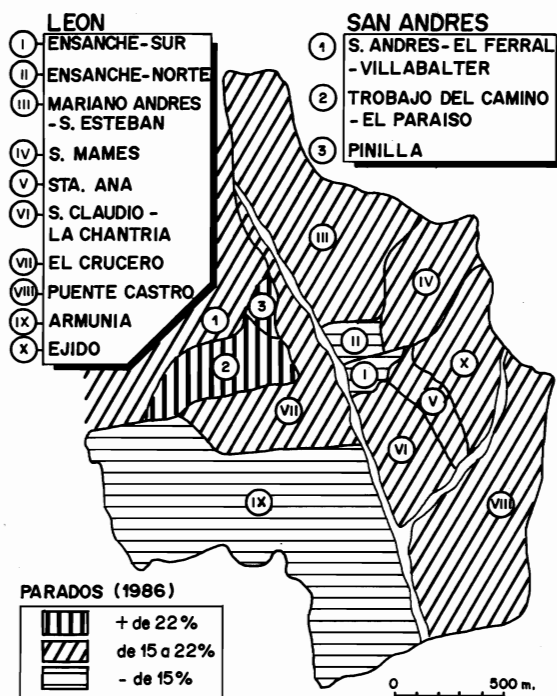 LEON
I ENSANCHE-SUR
II ENSANCHE-NORTE
III MARIANO ANDRES
- S. ESTEBAN
IV S. MAMES
V STA. ANA
VI S. CLAUDIO -
LA CHANTRIA
VII EL CRUCERO
VIII PUENTE CASTRO
IX ARMUNIA
X EJIDO
SAN ANDRES
1 S. ANDRES - EL FERRAL
- VILLABALTER
2 TROBAJO DEL CAMINO
- EL PARAISO
3 PINILLA
III
IV
3
1
II
X
2
I
V
VII
VI
IX
VIII
PARADOS (1986)
+ de 22%
de 15 a 22%
- de 15%
0 500 m.